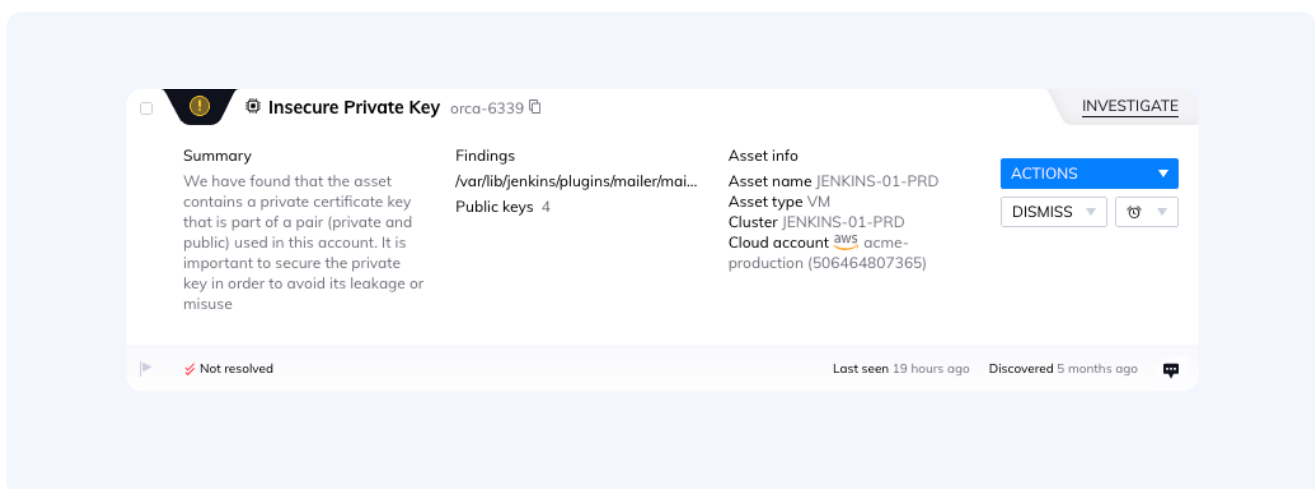 Insecure Private Key orca-6339
INVESTIGATE
Summary
We have found that the asset
contains a private certificate key
that is part of a pair (private and
public) used in this account. It is
important to secure the private
key in order to avoid its leakage or
misuse
Findings
/var/lib/jenkins/plugins/mailer/mai...
Public keys 4
Asset info
Asset name JENKINS-01-PRD
Asset type VM
Cluster JENKINS-01-PRD
Cloud account aws acme-
production (506464807365)
ACTIONS
DISMISS
Not resolved
Last seen 19 hours ago Discovered 5 months ago